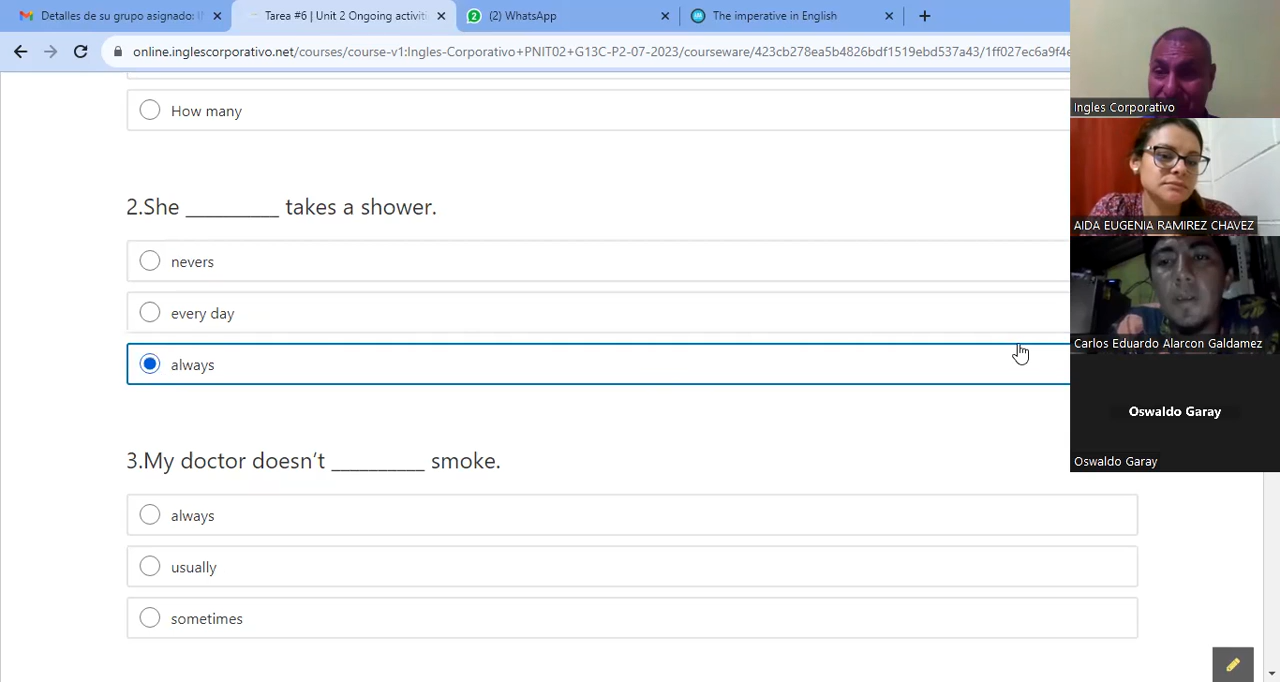 Detalles de su grupo asignado: I
Tarea #6 | Unit 2 Ongoing activiti
(2) WhatsApp
The imperative in English
online.inglescorporativo.net/courses/course-v1:Ingles-Corporativo+PNIT02+G13C-P2-07-2023/courseware/423cb278ea5b4826bdf1519ebd537a43/1ff027ec6a9f4e
How many
2.She _________ takes a shower.
nevers
every day
always
3.My doctor doesn’t _________ smoke.
always
usually
sometimes
Ingles Corporativo
AIDA EUGENIA RAMIREZ CHAVEZ
Carlos Eduardo Alarcon Galdamez
Oswaldo Garay
Oswaldo Garay